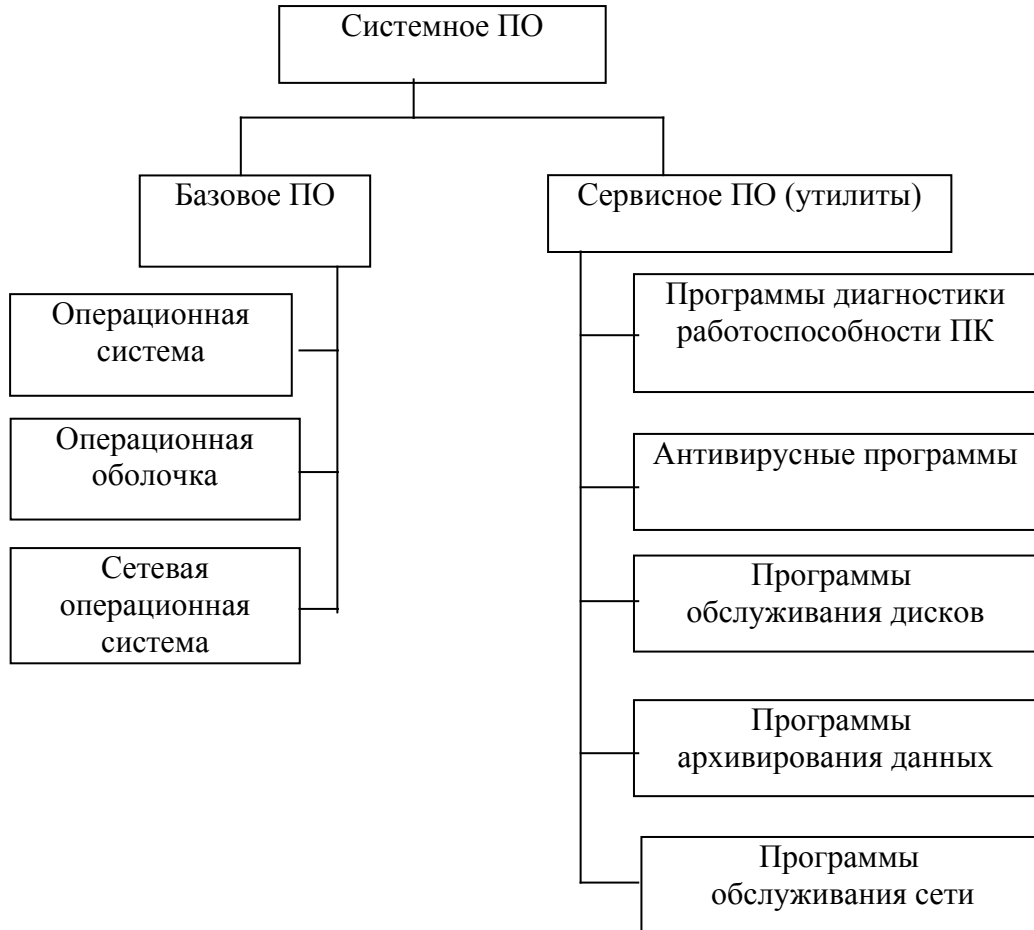 Системное ПО
Базовое ПО
Сервисное ПО (утилиты)
Операционная
система
Операционная
оболочка
Сетевая
операционная
система
Программы диагностики
работоспособности ПК
Антивирусные программы
Программы
обслуживания дисков
Программы
архивирования данных
Программы
обслуживания сети